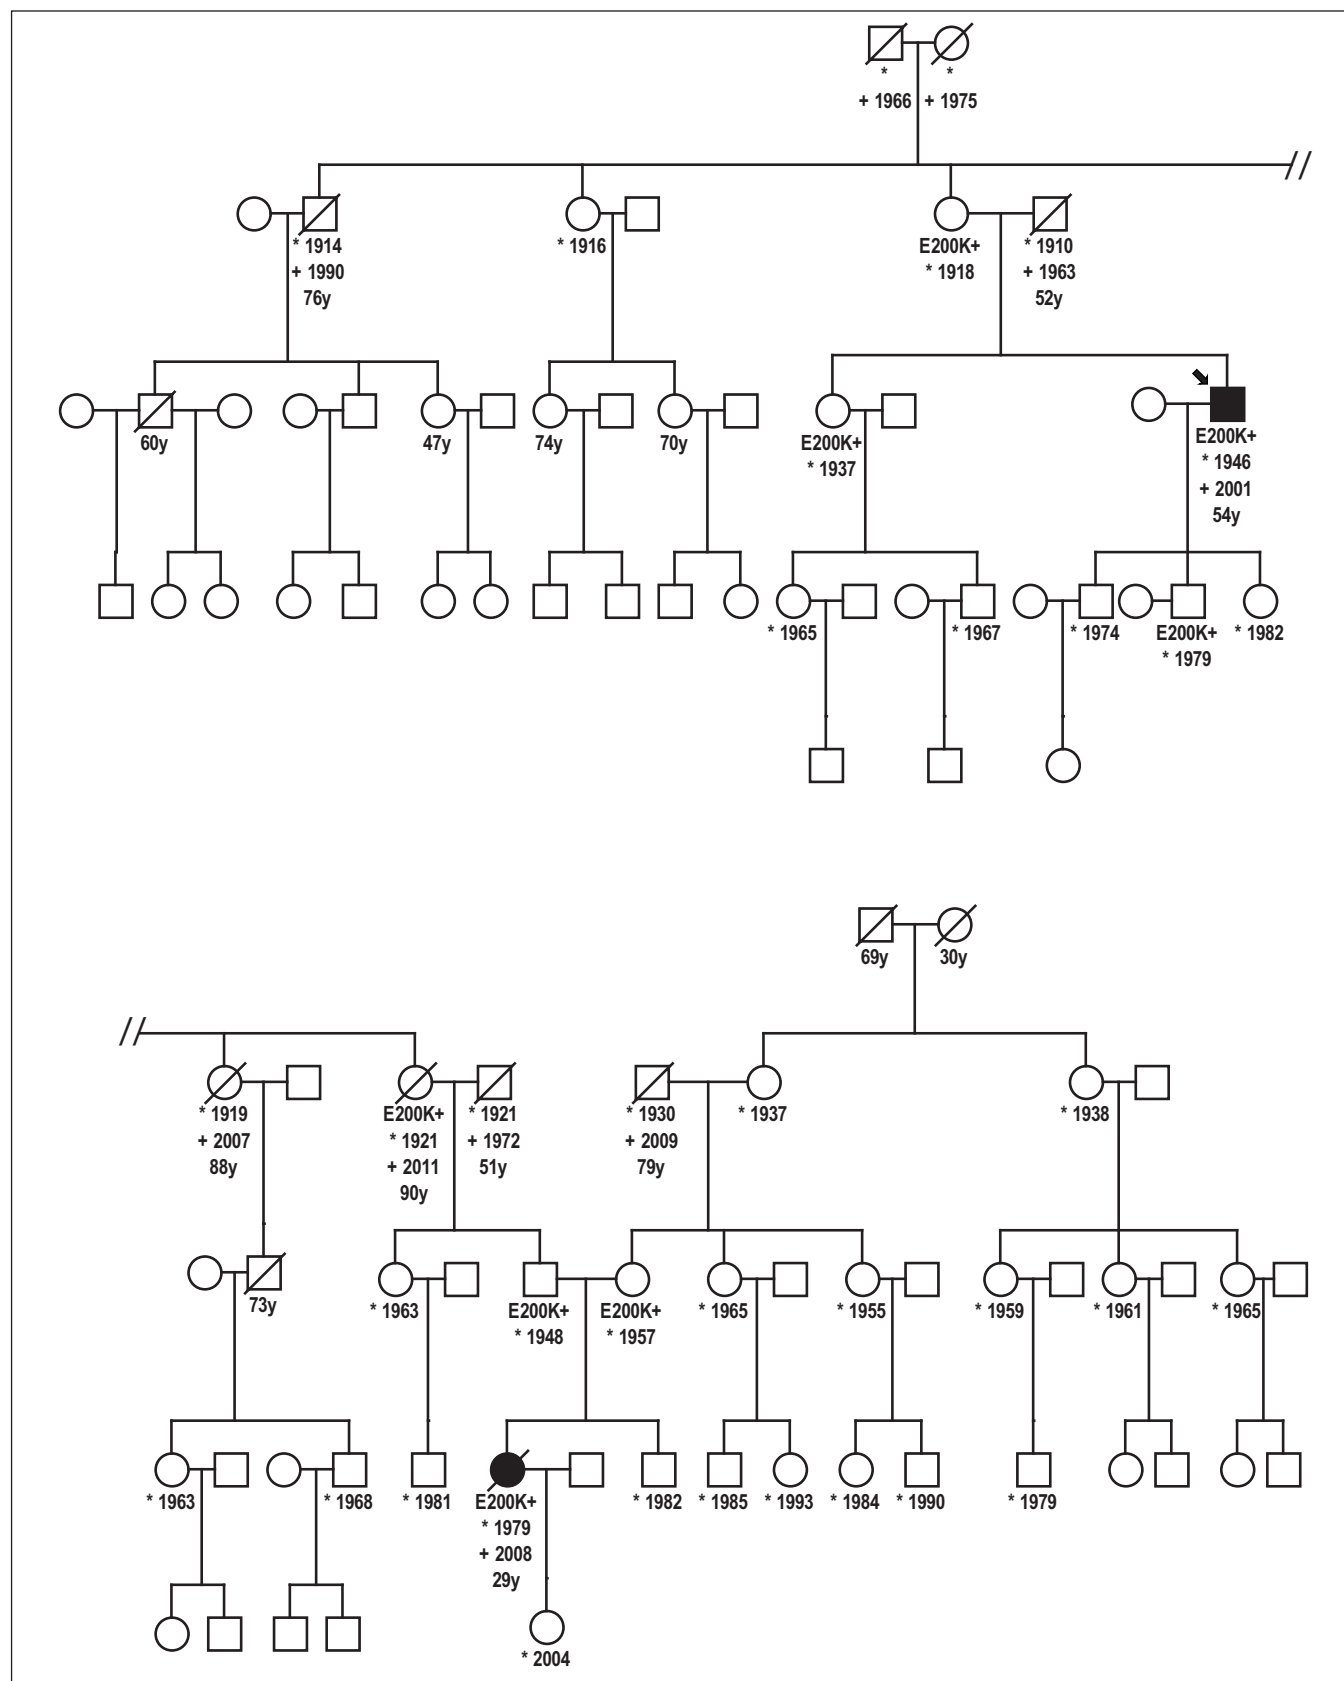 * *
+ 1966 + 1975
// 
* 1914
+ 1990
76y
* 1916
E200K+
* 1918
* 1910
+ 1963
52y
60y
47y
74y
70y
E200K+
* 1937
E200K+
* 1946
+ 2001
54y
* 1965
* 1967
* 1974
E200K+
* 1979
* 1982
69y
30y
//
* 1919
+ 2007
88y
E200K+
* 1921
+ 2011
90y
* 1921
+ 1972
51y
* 1930
+ 2009
79y
* 1937
* 1938
73y
* 1963
E200K+
* 1948
E200K+
* 1957
* 1965
* 1955
* 1959
* 1961
* 1965
* 1963
* 1968
* 1981
E200K+
* 1979
+ 2008
29y
* 1982
* 1985
* 1993
* 1984
* 1990
* 1979
* 2004